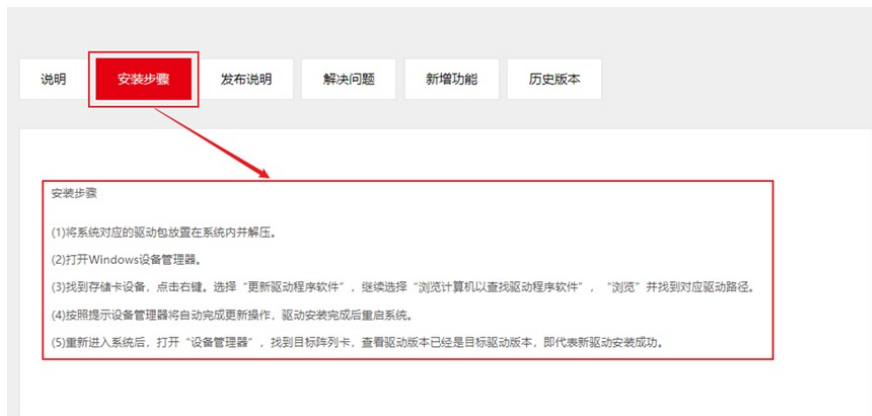 说明 安装步骤 发布说明 解决问题 新增功能 历史版本
安装步骤
(1)将系统对应的驱动包放置在系统内并解压。
(2)打开Windows设备管理器。
(3)找到存储卡设备，点击右键。选择“更新驱动程序软件”，继续选择“浏览计算机以查找驱动程序软件”，“浏览”并找到对应驱动路径。
(4)按照提示设备管理器将自动完成更新操作，驱动安装完成后重启系统。
(5)重新进入系统后，打开“设备管理器”，找到目标阵列卡，查看驱动版本已经是目标驱动版本，即代表新驱动安装成功。